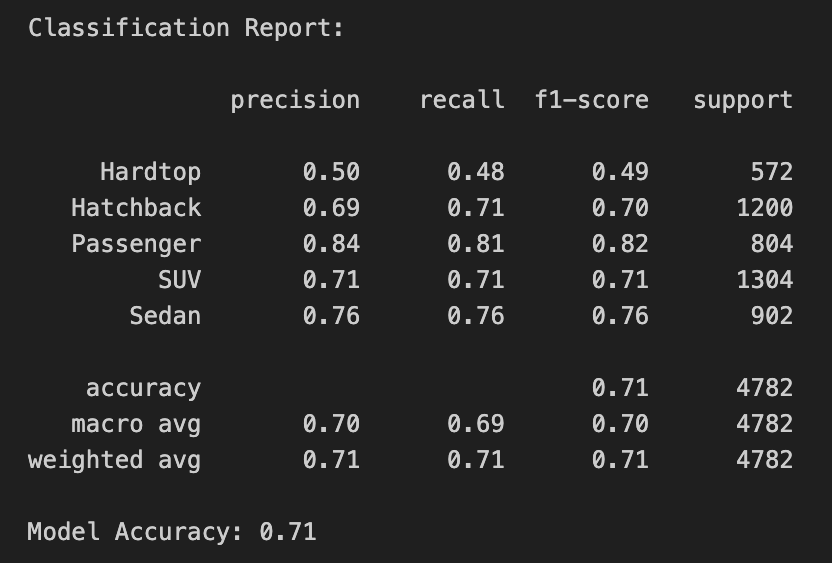 Classification Report:
precision recall f1-score support
Hardtop 0.50 0.48 0.49 572
Hatchback 0.69 0.71 0.70 1200
Passenger 0.84 0.81 0.82 804
SUV 0.71 0.71 0.71 1304
Sedan 0.76 0.76 0.76 902
accuracy 0.71 4782
macro avg 0.70 0.69 0.70 4782
weighted avg 0.71 0.71 0.71 4782
Model Accuracy: 0.71